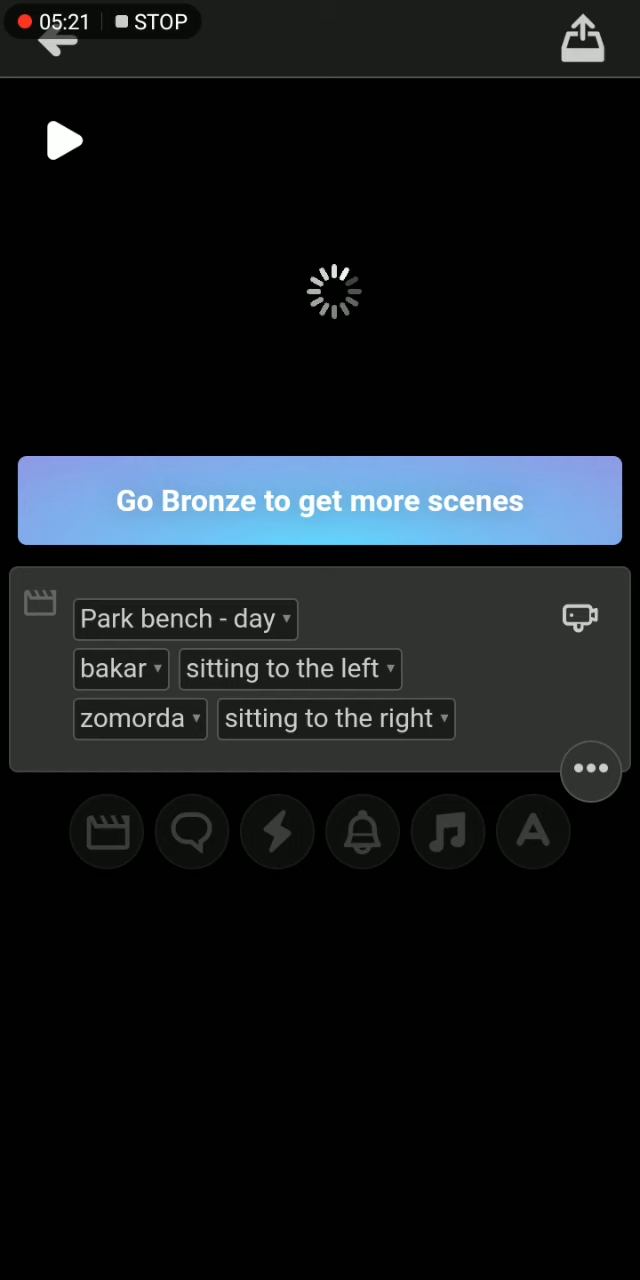 05:21 STOP
Go Bronze to get more scenes
Park bench - day
bakar sitting to the left
zomorda sitting to the right